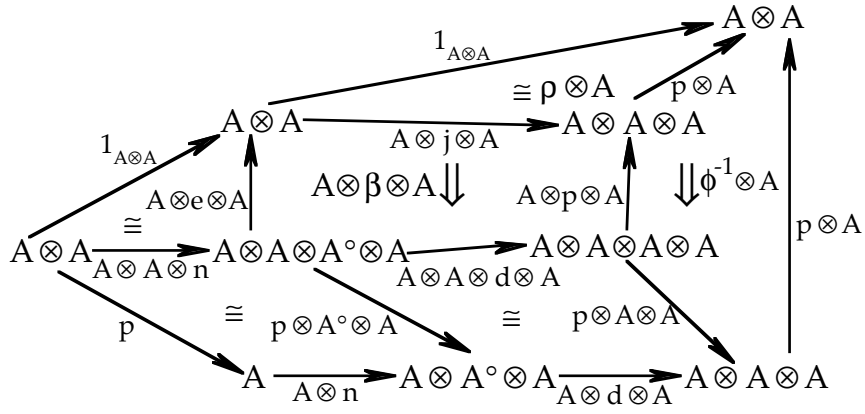 A ⊗ A
1_{A⊗A}
≅ ρ ⊗ A
p ⊗ A
A ⊗ A
A ⊗ j ⊗ A
A ⊗ A ⊗ A
1_{A⊗A}
A ⊗ e ⊗ A
A ⊗ β ⊗ A ⇓
A ⊗ p ⊗ A
⇓ ϕ⁻¹ ⊗ A
p ⊗ A
≅
A ⊗ A
A ⊗ A ⊗ n
A ⊗ A ⊗ A° ⊗ A
A ⊗ A ⊗ d ⊗ A
A ⊗ A ⊗ A ⊗ A
p
≅
p ⊗ A° ⊗ A
≅
p ⊗ A ⊗ A
A
A ⊗ n
A ⊗ A° ⊗ A
A ⊗ d ⊗ A
A ⊗ A ⊗ A